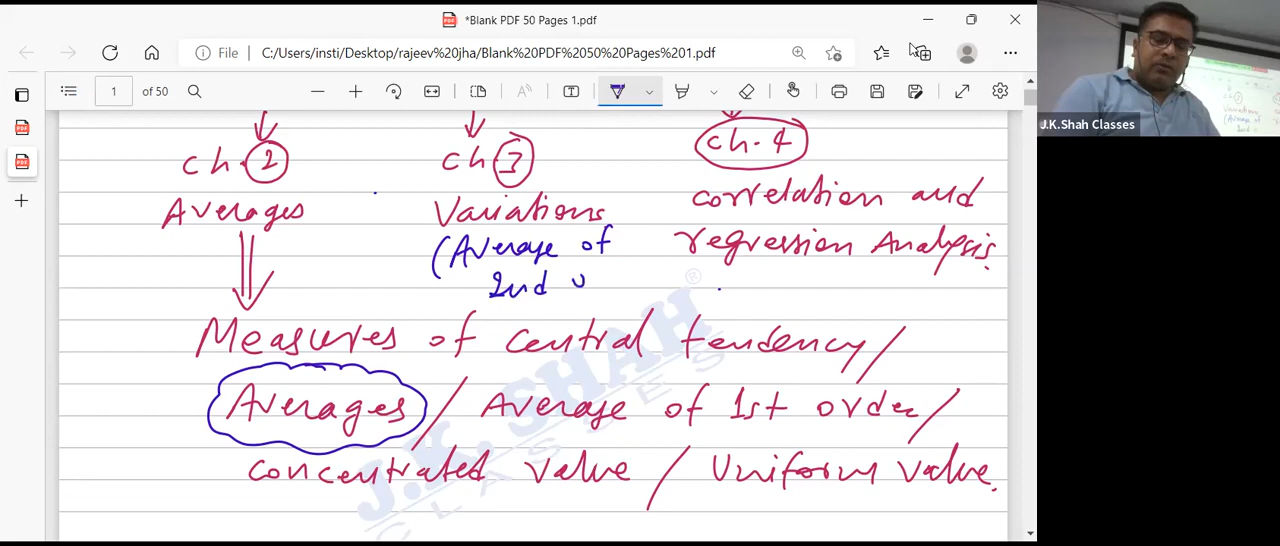 *Blank PDF 50 Pages 1.pdf
File C:/Users/insti/Desktop/rajeev%20jha/Blank%20PDF%2050%20Pages%201.pdf
1 of 50
J.K.Shah Classes
ch. 2 ch 3 ch. 4
Averages Variations correlation and
(Average of regression Analysis.
2nd
Measures of central tendency/
Averages / Average of 1st order/
concentrated value / Uniform value.
J.K. SHAH ®
CLASSES